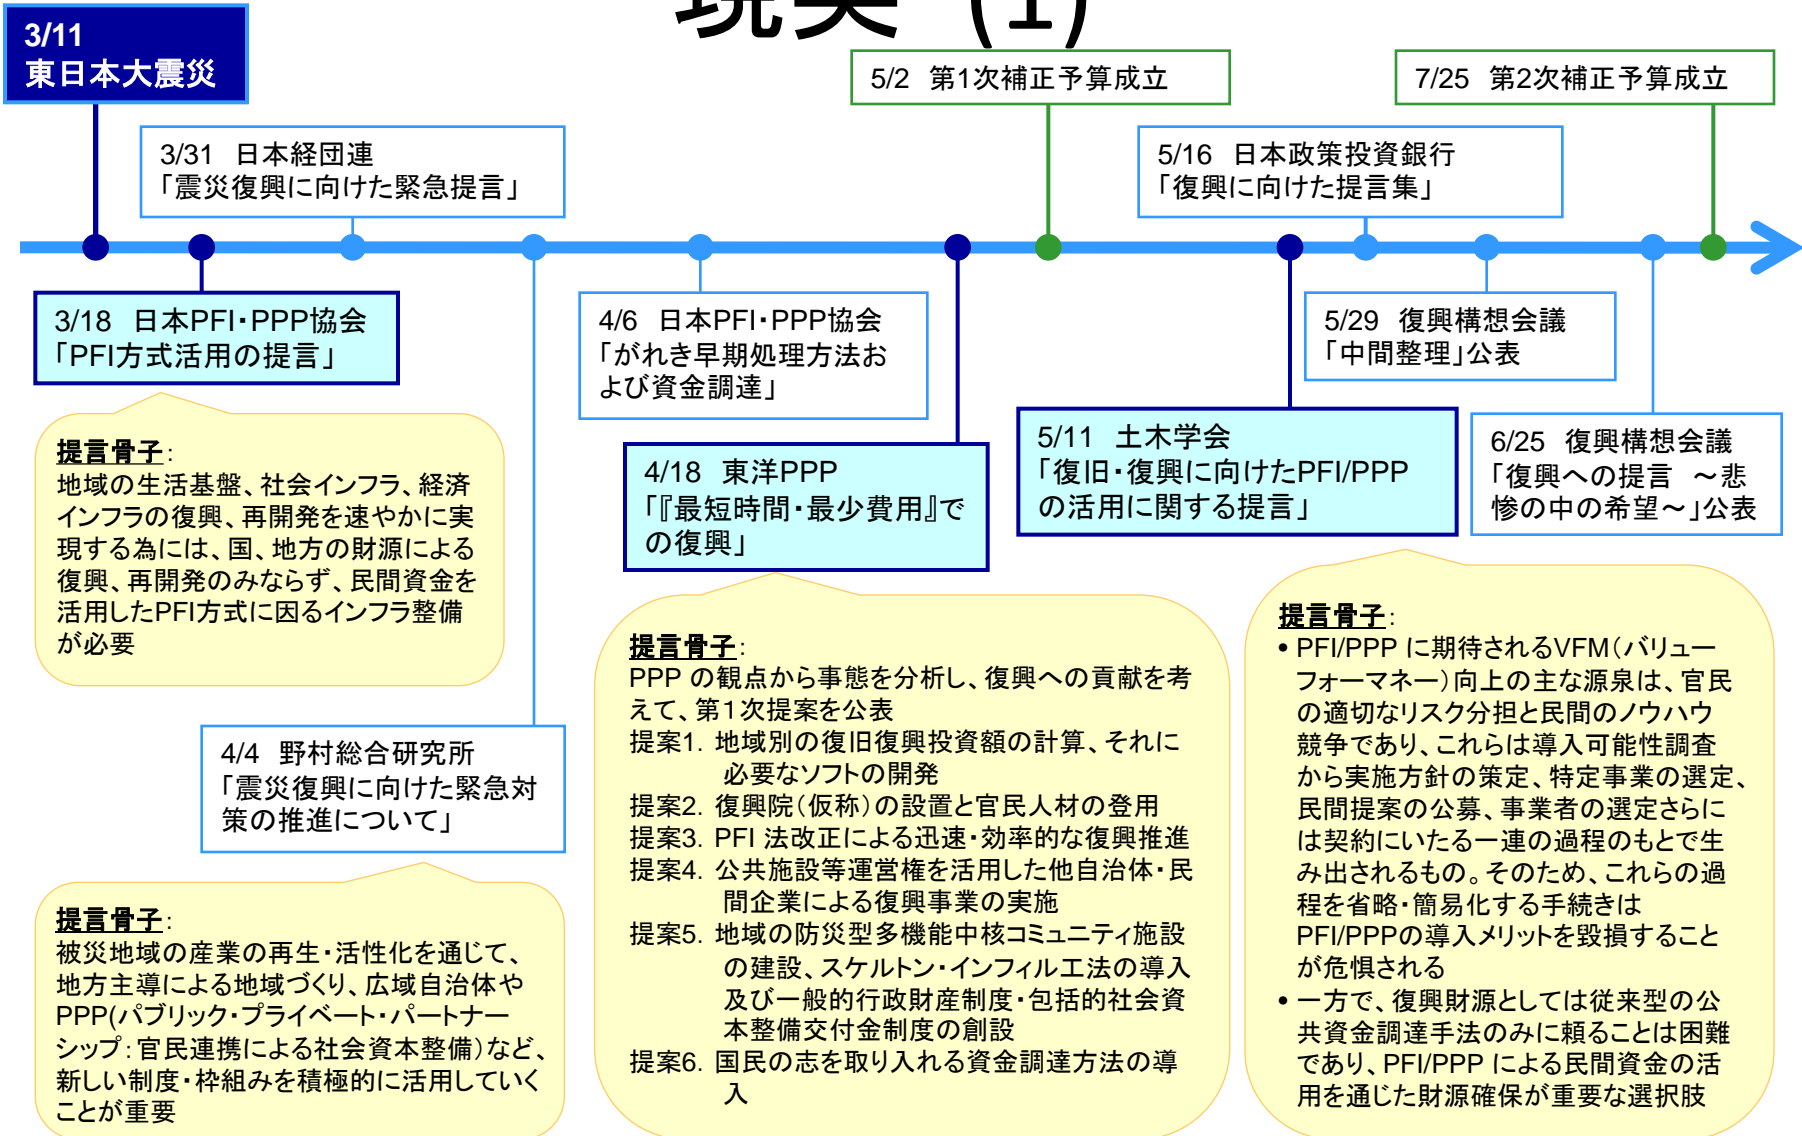 現実 (1)
3/11
東日本大震災
5/2 第1次補正予算成立
7/25 第2次補正予算成立
3/31 日本経団連
「震災復興に向けた緊急提言」
5/16 日本政策投資銀行
「復興に向けた提言集」
3/18 日本PFI・PPP協会
「PFI方式活用の提言」
4/6 日本PFI・PPP協会
「がれき早期処理方法お
よび資金調達」
5/29 復興構想会議
「中間整理」公表
4/18 東洋PPP
「『最短時間・最少費用』で
の復興」
5/11 土木学会
「復旧・復興に向けたPFI/PPP
の活用に関する提言」
6/25 復興構想会議
「復興への提言 ～悲
惨の中の希望～」公表
提言骨子:
地域の生活基盤、社会インフラ、経済
インフラの復興、再開発を速やかに実
現する為には、国、地方の財源による
復興、再開発のみならず、民間資金を
活用したPFI方式に因るインフラ整備
が必要
4/4 野村総合研究所
「震災復興に向けた緊急対
策の推進について」
提言骨子:
被災地域の産業の再生・活性化を通じて、
地方主導による地域づくり、広域自治体や
PPP(パブリック・プライベート・パートナー
シップ:官民連携による社会資本整備)など、
新しい制度・枠組みを積極的に活用していく
ことが重要
提言骨子:
PPP の観点から事態を分析し、復興への貢献を考
えて、第1次提案を公表
提案1. 地域別の復旧復興投資額の計算、それに
必要なソフトの開発
提案2. 復興院(仮称)の設置と官民人材の登用
提案3. PFI 法改正による迅速・効率的な復興推進
提案4. 公共施設等運営権を活用した他自治体・民
間企業による復興事業の実施
提案5. 地域の防災型多機能中核コミュニティ施設
の建設、スケルトン・インフィル工法の導入
及び一般的行政財産制度・包括的社会資
本整備交付金制度の創設
提案6. 国民の志を取り入れる資金調達方法の導
入
提言骨子:
• PFI/PPP に期待されるVFM(バリュー
フォーマネー)向上の主な源泉は、官民
の適切なリスク分担と民間のノウハウ
競争であり、これらは導入可能性調査
から実施方針の策定、特定事業の選定、
民間提案の公募、事業者の選定さらに
は契約にいたる一連の過程のもとで生
み出されるもの。そのため、これらの過
程を省略・簡易化する手続きは
PFI/PPPの導入メリットを毀損すること
が危惧される
• 一方で、復興財源としては従来型の公
共資金調達手法のみに頼ることは困難
であり、PFI/PPP による民間資金の活
用を通じた財源確保が重要な選択肢